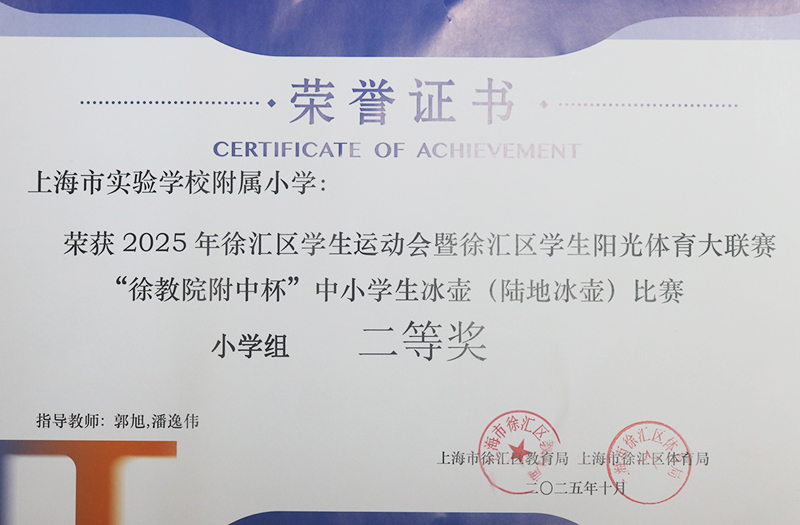 荣誉证书
CERTIFICATE OF ACHIEVEMENT
上海市实验学校附属小学：
荣获2025年徐汇区学生运动会暨徐汇区学生阳光体育大联赛
“徐教院附中杯”中小学生冰壶（陆地冰壶）比赛
小学组 二等奖
指导教师：郭旭,潘逸伟
上海市徐汇区教育局 上海市徐汇区体育局
二〇二五年十月